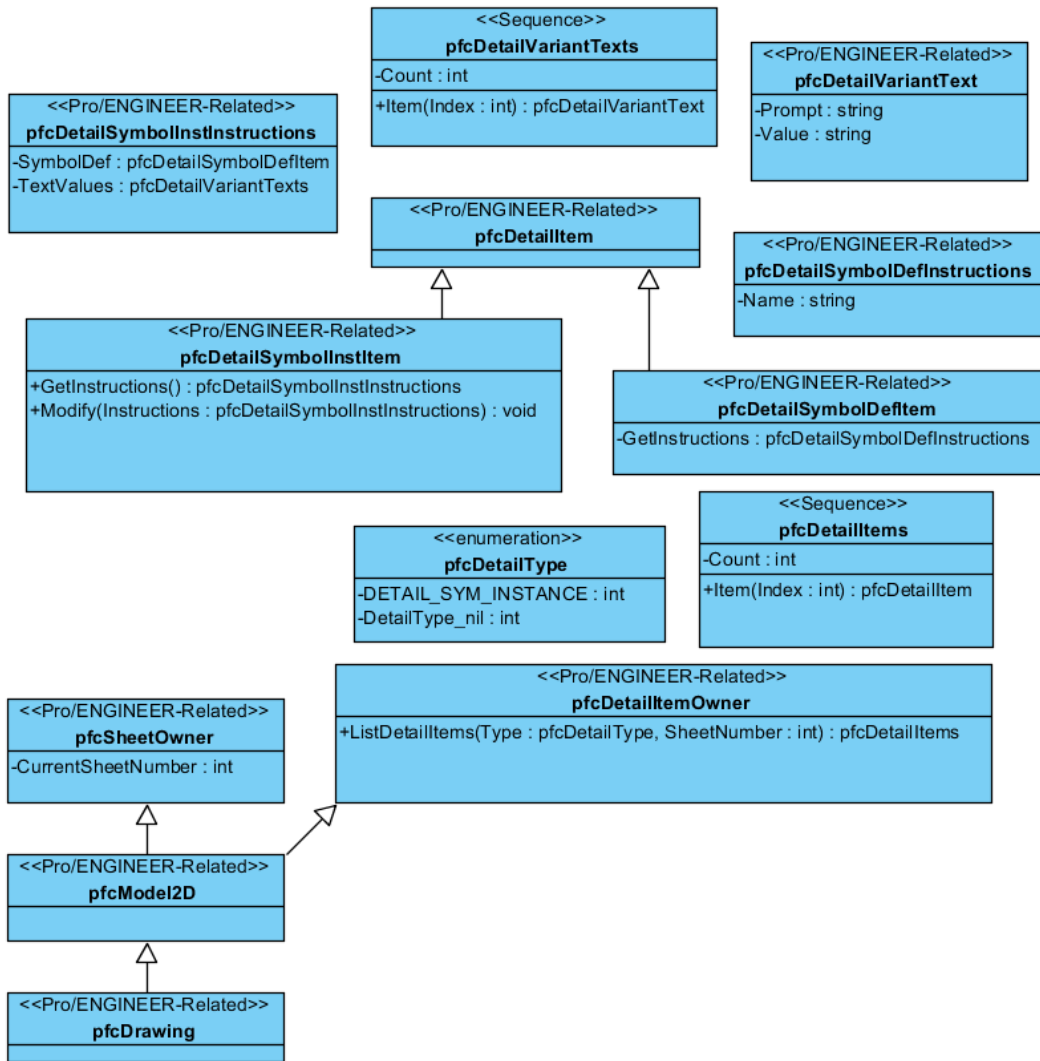 <<Sequence>>
pfcDetailVariantTexts
-Count : int
+Item(Index : int) : pfcDetailVariantText
<<Pro/ENGINEER-Related>>
pfcDetailVariantText
-Prompt : string
-Value : string
<<Pro/ENGINEER-Related>>
pfcDetailSymbolInstInstructions
-SymbolDef : pfcDetailSymbolDefItem
-TextValues : pfcDetailVariantTexts
<<Pro/ENGINEER-Related>>
pfcDetailItem
<<Pro/ENGINEER-Related>>
pfcDetailSymbolDefInstructions
-Name : string
<<Pro/ENGINEER-Related>>
pfcDetailSymbolInstItem
+GetInstructions() : pfcDetailSymbolInstInstructions
+Modify(Instructions : pfcDetailSymbolInstInstructions) : void
<<Pro/ENGINEER-Related>>
pfcDetailSymbolDefItem
-GetInstructions : pfcDetailSymbolDefInstructions
<<Sequence>>
pfcDetailItems
-Count : int
+Item(Index : int) : pfcDetailItem
<<enumeration>>
pfcDetailType
-DETAIL_SYM_INSTANCE : int
-DetailType_nil : int
<<Pro/ENGINEER-Related>>
pfcDetailItemOwner
+ListDetailItems(Type : pfcDetailType, SheetNumber : int) : pfcDetailItems
<<Pro/ENGINEER-Related>>
pfcSheetOwner
-CurrentSheetNumber : int
<<Pro/ENGINEER-Related>>
pfcModel2D
<<Pro/ENGINEER-Related>>
pfcDrawing